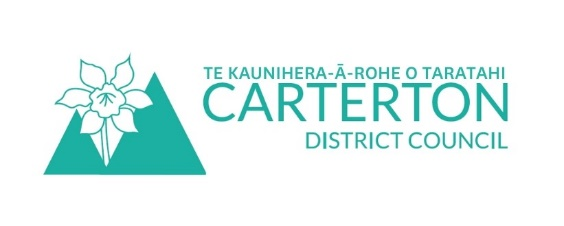 TE KAUNIHERA-Ā-ROHE O TARATAHI
CARTERTON
DISTRICT COUNCIL